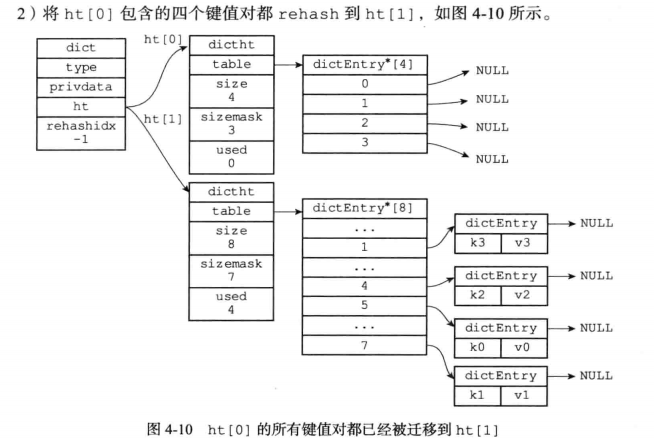 2）将 ht[0] 包含的四个键值对都 rehash 到 ht[1]，如图 4-10 所示。
dict
type
privdata
ht
rehashidx
-1
ht[0]
ht[1]
dictht
table
size
4
sizemask
3
used
0
dictEntry*[4]
0
1
2
3
NULL
NULL
NULL
NULL
dictht
table
size
8
sizemask
7
used
4
dictEntry*[8]
...
1
...
4
5
...
7
dictEntry
k3 v3
NULL
dictEntry
k2 v2
NULL
dictEntry
k0 v0
NULL
dictEntry
k1 v1
NULL
图 4-10 ht[0] 的所有键值对都已经被迁移到 ht[1]